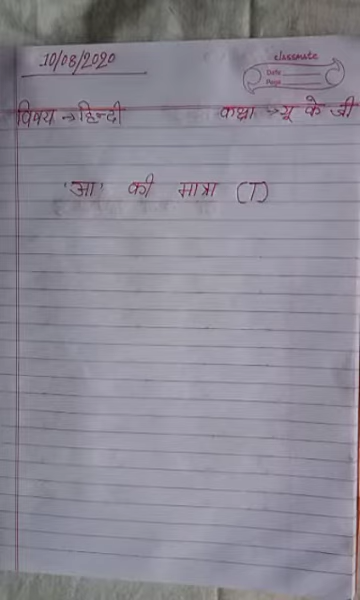 10/08/2020
classmate
Date
Page
विषय → हिन्दी कक्षा → यू के जी
'आ' की मात्रा (ा)